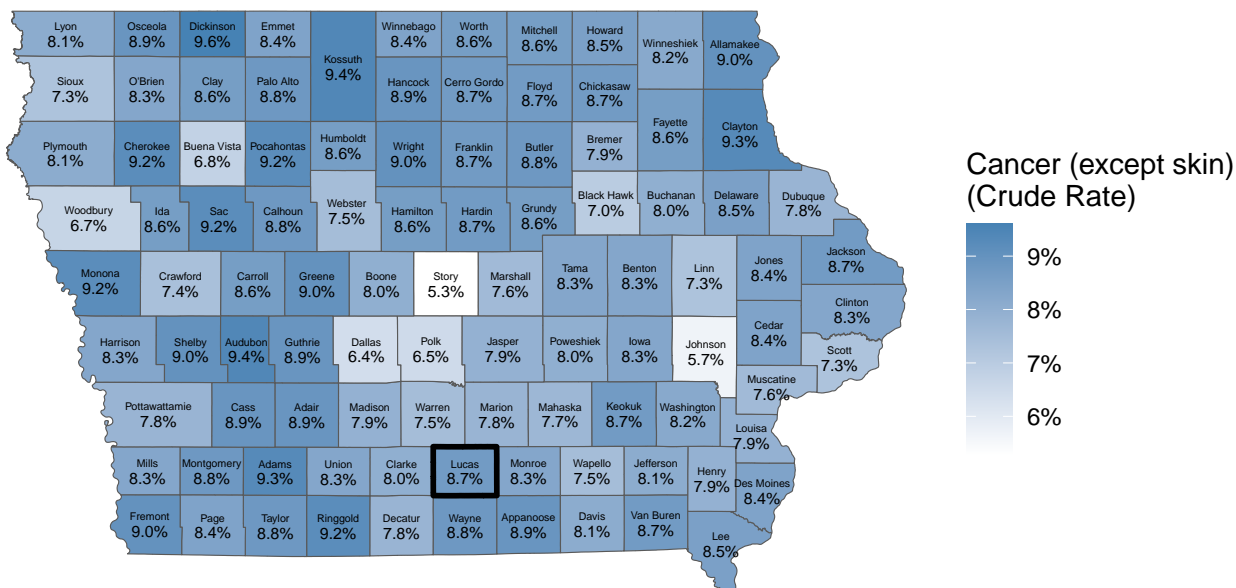 Lyon
8.1%
Osceola
8.9%
Dickinson
9.6%
Emmet
8.4%
Kossuth
9.4%
Winnebago
8.4%
Worth
8.6%
Mitchell
8.6%
Howard
8.5%
Winneshiek
8.2%
Allamakee
9.0%
Sioux
7.3%
O'Brien
8.3%
Clay
8.6%
Palo Alto
8.8%
Hancock
8.9%
Cerro Gordo
8.7%
Floyd
8.7%
Chickasaw
8.7%
Fayette
8.6%
Clayton
9.3%
Plymouth
8.1%
Cherokee
9.2%
Buena Vista
6.8%
Pocahontas
9.2%
Humboldt
8.6%
Wright
9.0%
Franklin
8.7%
Butler
8.8%
Bremer
7.9%
Woodbury
6.7%
Ida
8.6%
Sac
9.2%
Calhoun
8.8%
Webster
7.5%
Hamilton
8.6%
Hardin
8.7%
Grundy
8.6%
Black Hawk
7.0%
Buchanan
8.0%
Delaware
8.5%
Dubuque
7.8%
Monona
9.2%
Crawford
7.4%
Carroll
8.6%
Greene
9.0%
Boone
8.0%
Story
5.3%
Marshall
7.6%
Tama
8.3%
Benton
8.3%
Linn
7.3%
Jones
8.4%
Jackson
8.7%
Clinton
8.3%
Harrison
8.3%
Shelby
9.0%
Audubon
9.4%
Guthrie
8.9%
Dallas
6.4%
Polk
6.5%
Jasper
7.9%
Poweshiek
8.0%
Iowa
8.3%
Johnson
5.7%
Cedar
8.4%
Scott
7.3%
Muscatine
7.6%
Pottawattamie
7.8%
Cass
8.9%
Adair
8.9%
Madison
7.9%
Warren
7.5%
Marion
7.8%
Mahaska
7.7%
Keokuk
8.7%
Washington
8.2%
Louisa
7.9%
Mills
8.3%
Montgomery
8.8%
Adams
9.3%
Union
8.3%
Clarke
8.0%
Lucas
8.7%
Monroe
8.3%
Wapello
7.5%
Jefferson
8.1%
Henry
7.9%
Des Moines
8.4%
Fremont
9.0%
Page
8.4%
Taylor
8.8%
Ringgold
9.2%
Decatur
7.8%
Wayne
8.8%
Appanoose
8.9%
Davis
8.1%
Van Buren
8.7%
Lee
8.5%
Cancer (except skin)
(Crude Rate)
9%
8%
7%
6%